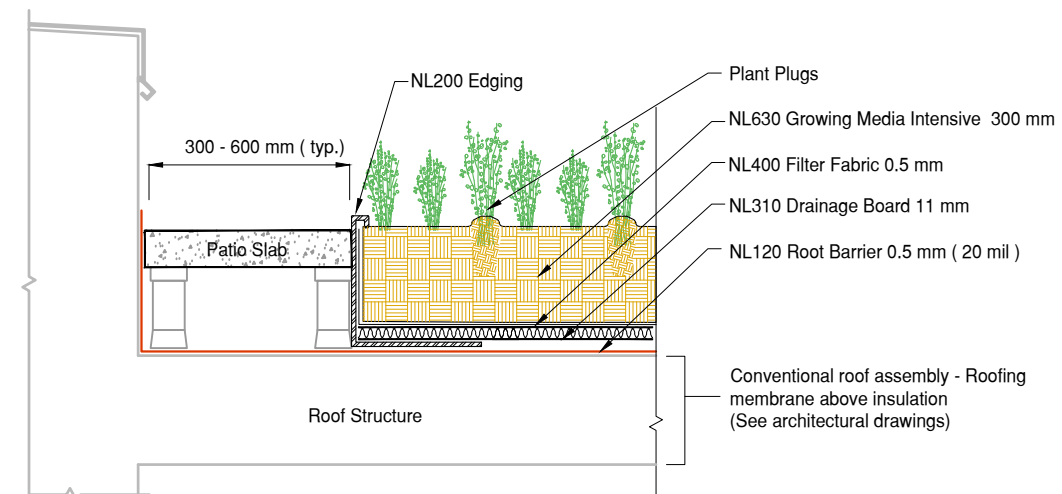 NL200 Edging
Plant Plugs
NL630 Growing Media Intensive 300 mm
300 - 600 mm ( typ.)
NL400 Filter Fabric 0.5 mm
NL310 Drainage Board 11 mm
Patio Slab
NL120 Root Barrier 0.5 mm ( 20 mil )
Conventional roof assembly - Roofing
membrane above insulation
(See architectural drawings)
Roof Structure